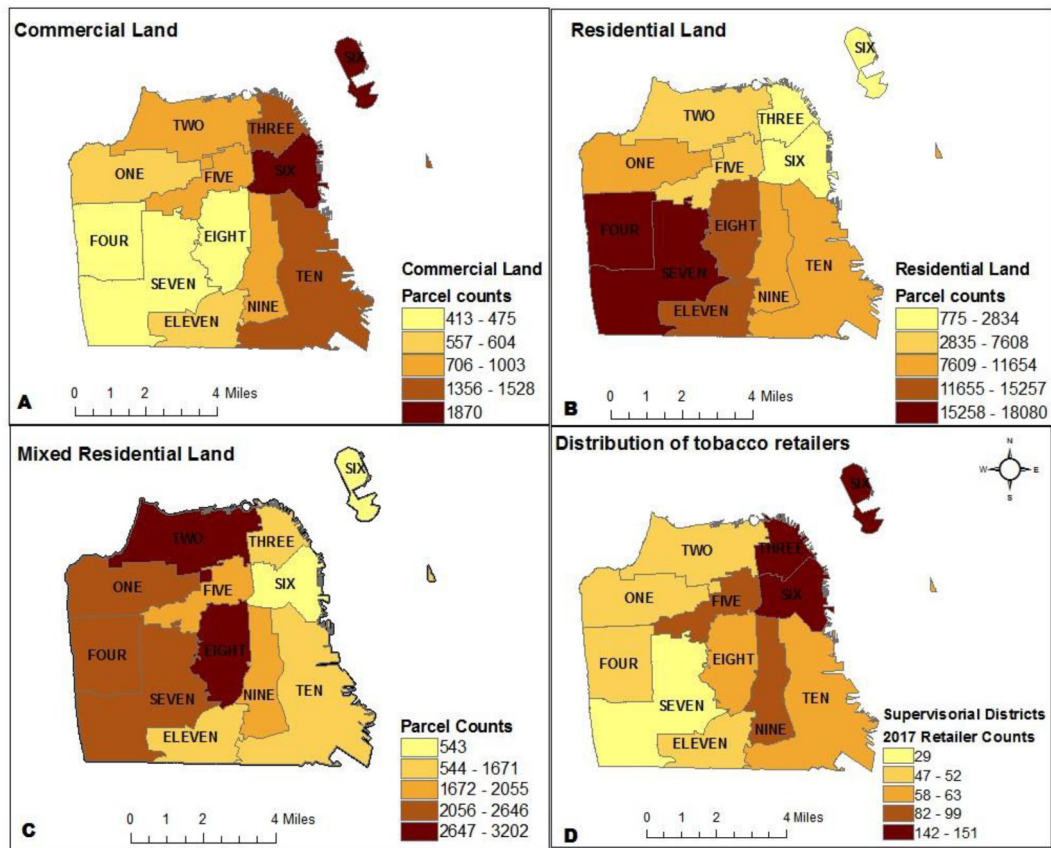 Commercial Land
SIX
TWO
THREE
ONE
FIVE
SIX
FOUR
EIGHT
SEVEN
TEN
NINE
ELEVEN
Commercial Land
Parcel counts
413 - 475
557 - 604
706 - 1003
1356 - 1528
1870
0 1 2 4 Miles
A
Residential Land
SIX
TWO
THREE
ONE
FIVE
SIX
FOUR
EIGHT
SEVEN
TEN
NINE
ELEVEN
Residential Land
Parcel counts
775 - 2834
2835 - 7608
7609 - 11654
11655 - 15257
15258 - 18080
0 1 2 4 Miles
B
Mixed Residential Land
SIX
TWO
THREE
ONE
FIVE
SIX
FOUR
EIGHT
SEVEN
NINE
TEN
ELEVEN
Parcel Counts
543
544 - 1671
1672 - 2055
2056 - 2646
2647 - 3202
0 1 2 4 Miles
C
Distribution of tobacco retailers
N
W E
S
SIX
TWO
THREE
ONE
FIVE
SIX
FOUR
EIGHT
SEVEN
TEN
NINE
ELEVEN
Supervisorial Districts
2017 Retailer Counts
29
47 - 52
58 - 63
82 - 99
142 - 151
0 1 2 4 Miles
D